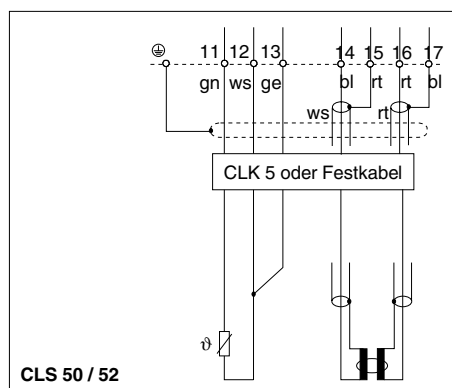 11 12 13 14 15 16 17
gn ws ge bl rt rt bl
ws rt
CLK 5 oder Festkabel
ϑ
CLS 50 / 52